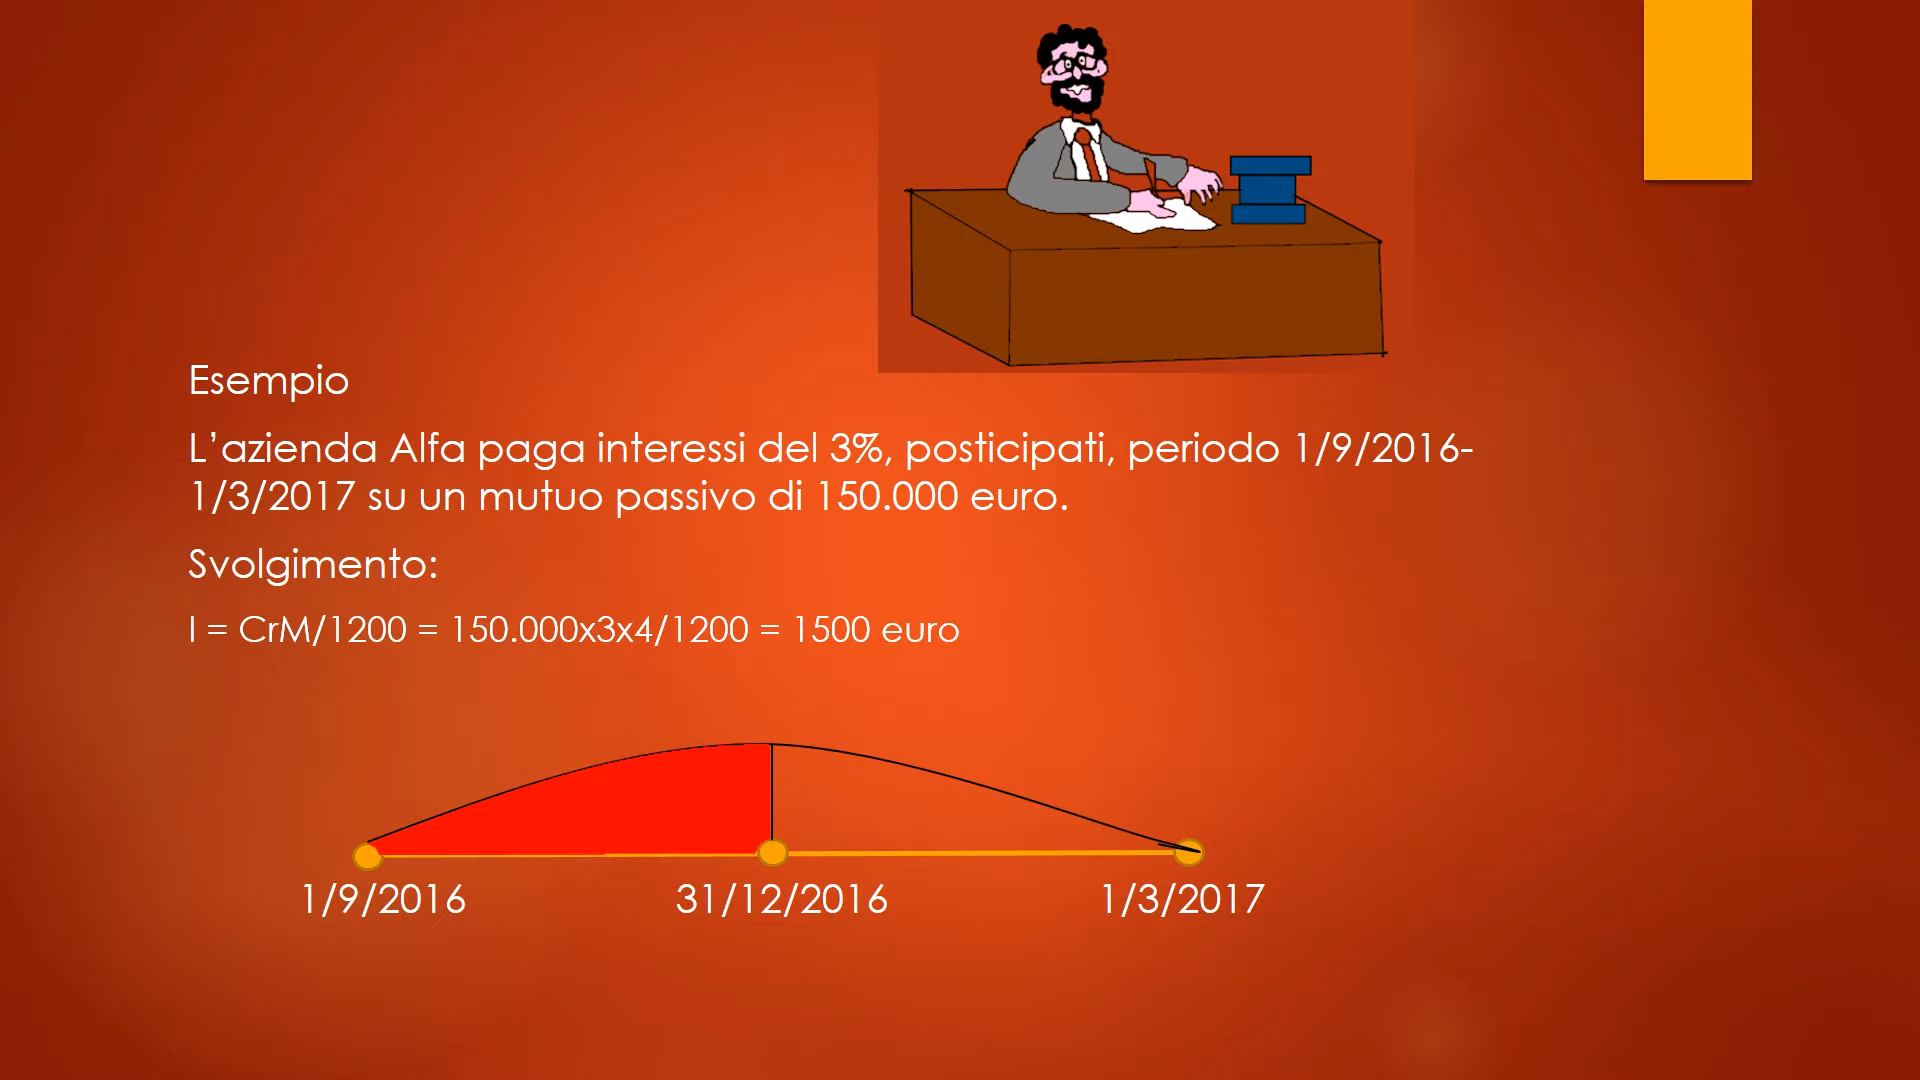 Esempio
L’azienda Alfa paga interessi del 3%, posticipati, periodo 1/9/2016-
1/3/2017 su un mutuo passivo di 150.000 euro.
Svolgimento:
I = CrM/1200 = 150.000x3x4/1200 = 1500 euro
1/9/2016 31/12/2016 1/3/2017